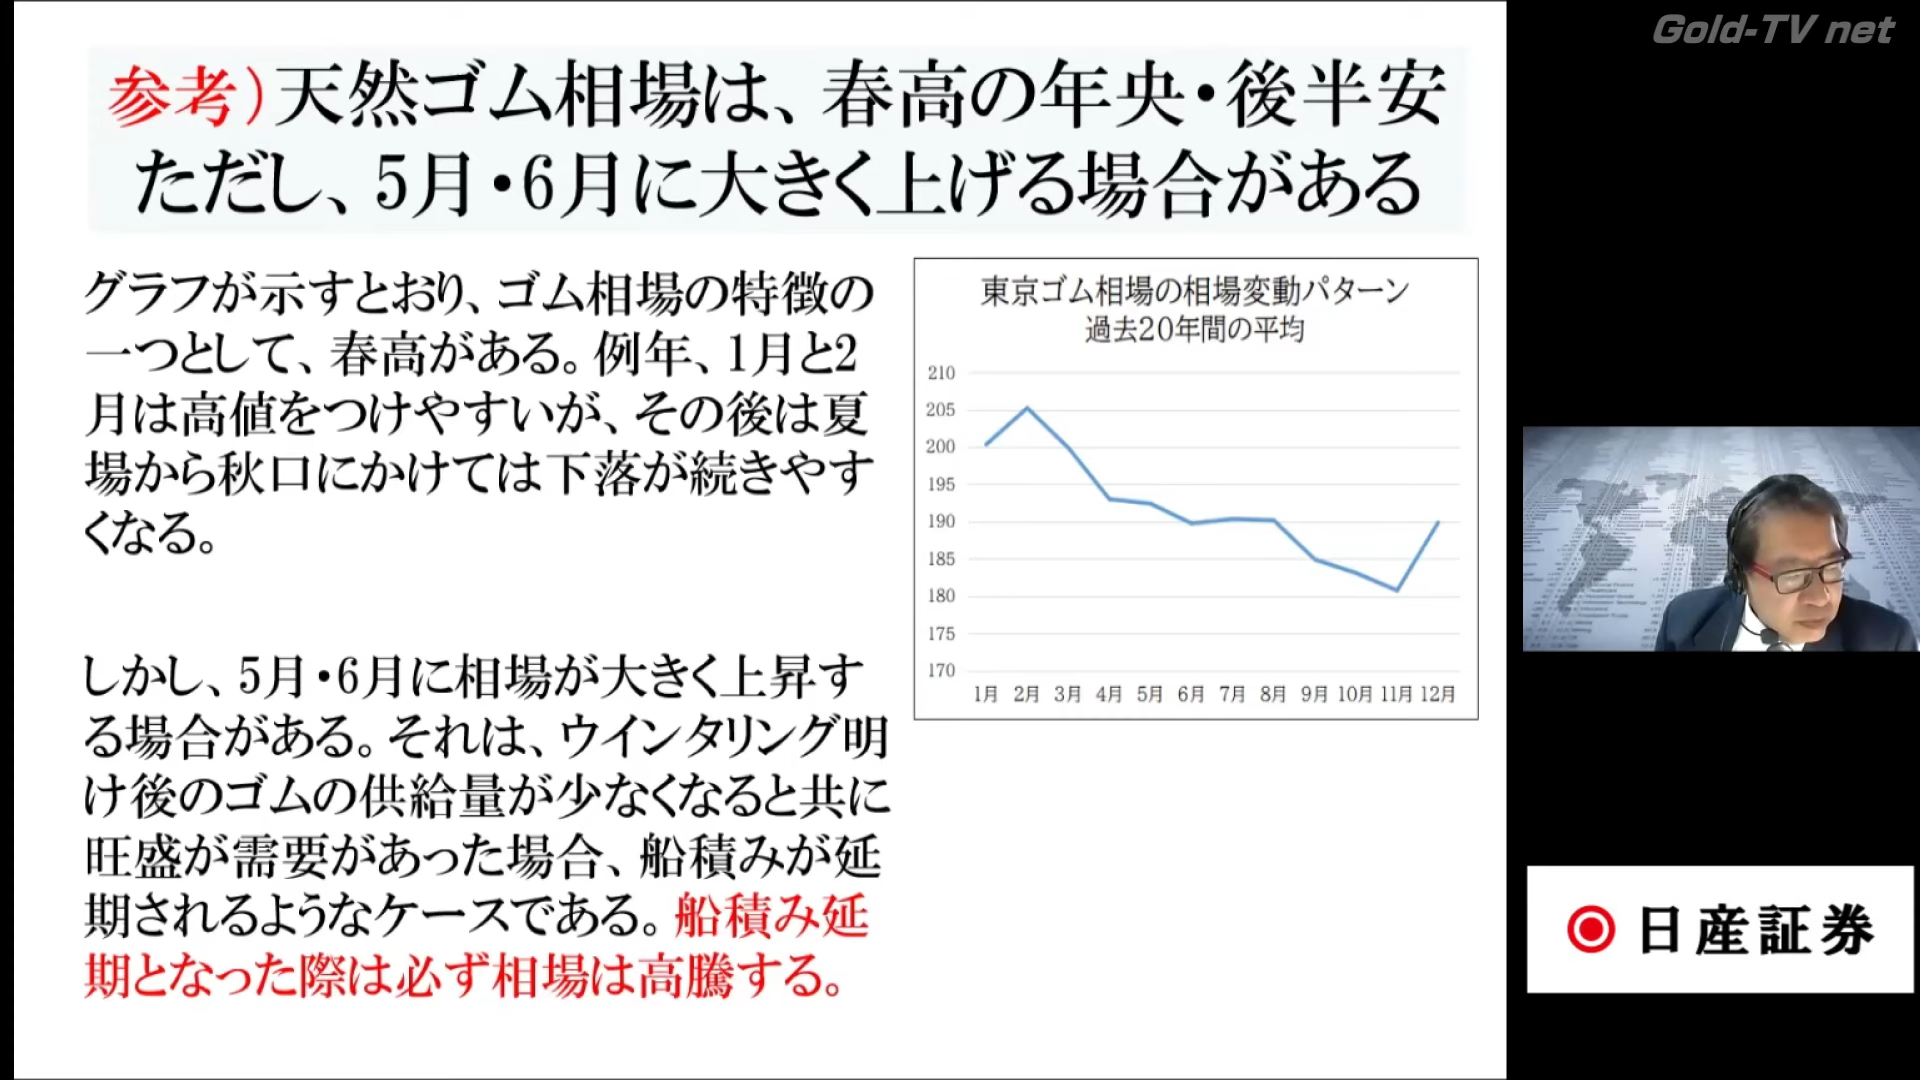 Gold-TV net
参考）天然ゴム相場は、春高の年央・後半安
ただし、5月・6月に大きく上げる場合がある
グラフが示すとおり、ゴム相場の特徴の
一つとして、春高がある。例年、1月と2
月は高値をつけやすいが、その後は夏
場から秋口にかけては下落が続きやす
くなる。
しかし、5月・6月に相場が大きく上昇す
る場合がある。それは、ウインタリング明
け後のゴムの供給量が少なくなると共に
旺盛が需要があった場合、船積みが延
期されるようなケースである。船積み延
期となった際は必ず相場は高騰する。
東京ゴム相場の相場変動パターン
過去20年間の平均
210
205
200
195
190
185
180
175
170
1月 2月 3月 4月 5月 6月 7月 8月 9月 10月 11月 12月
日産証券